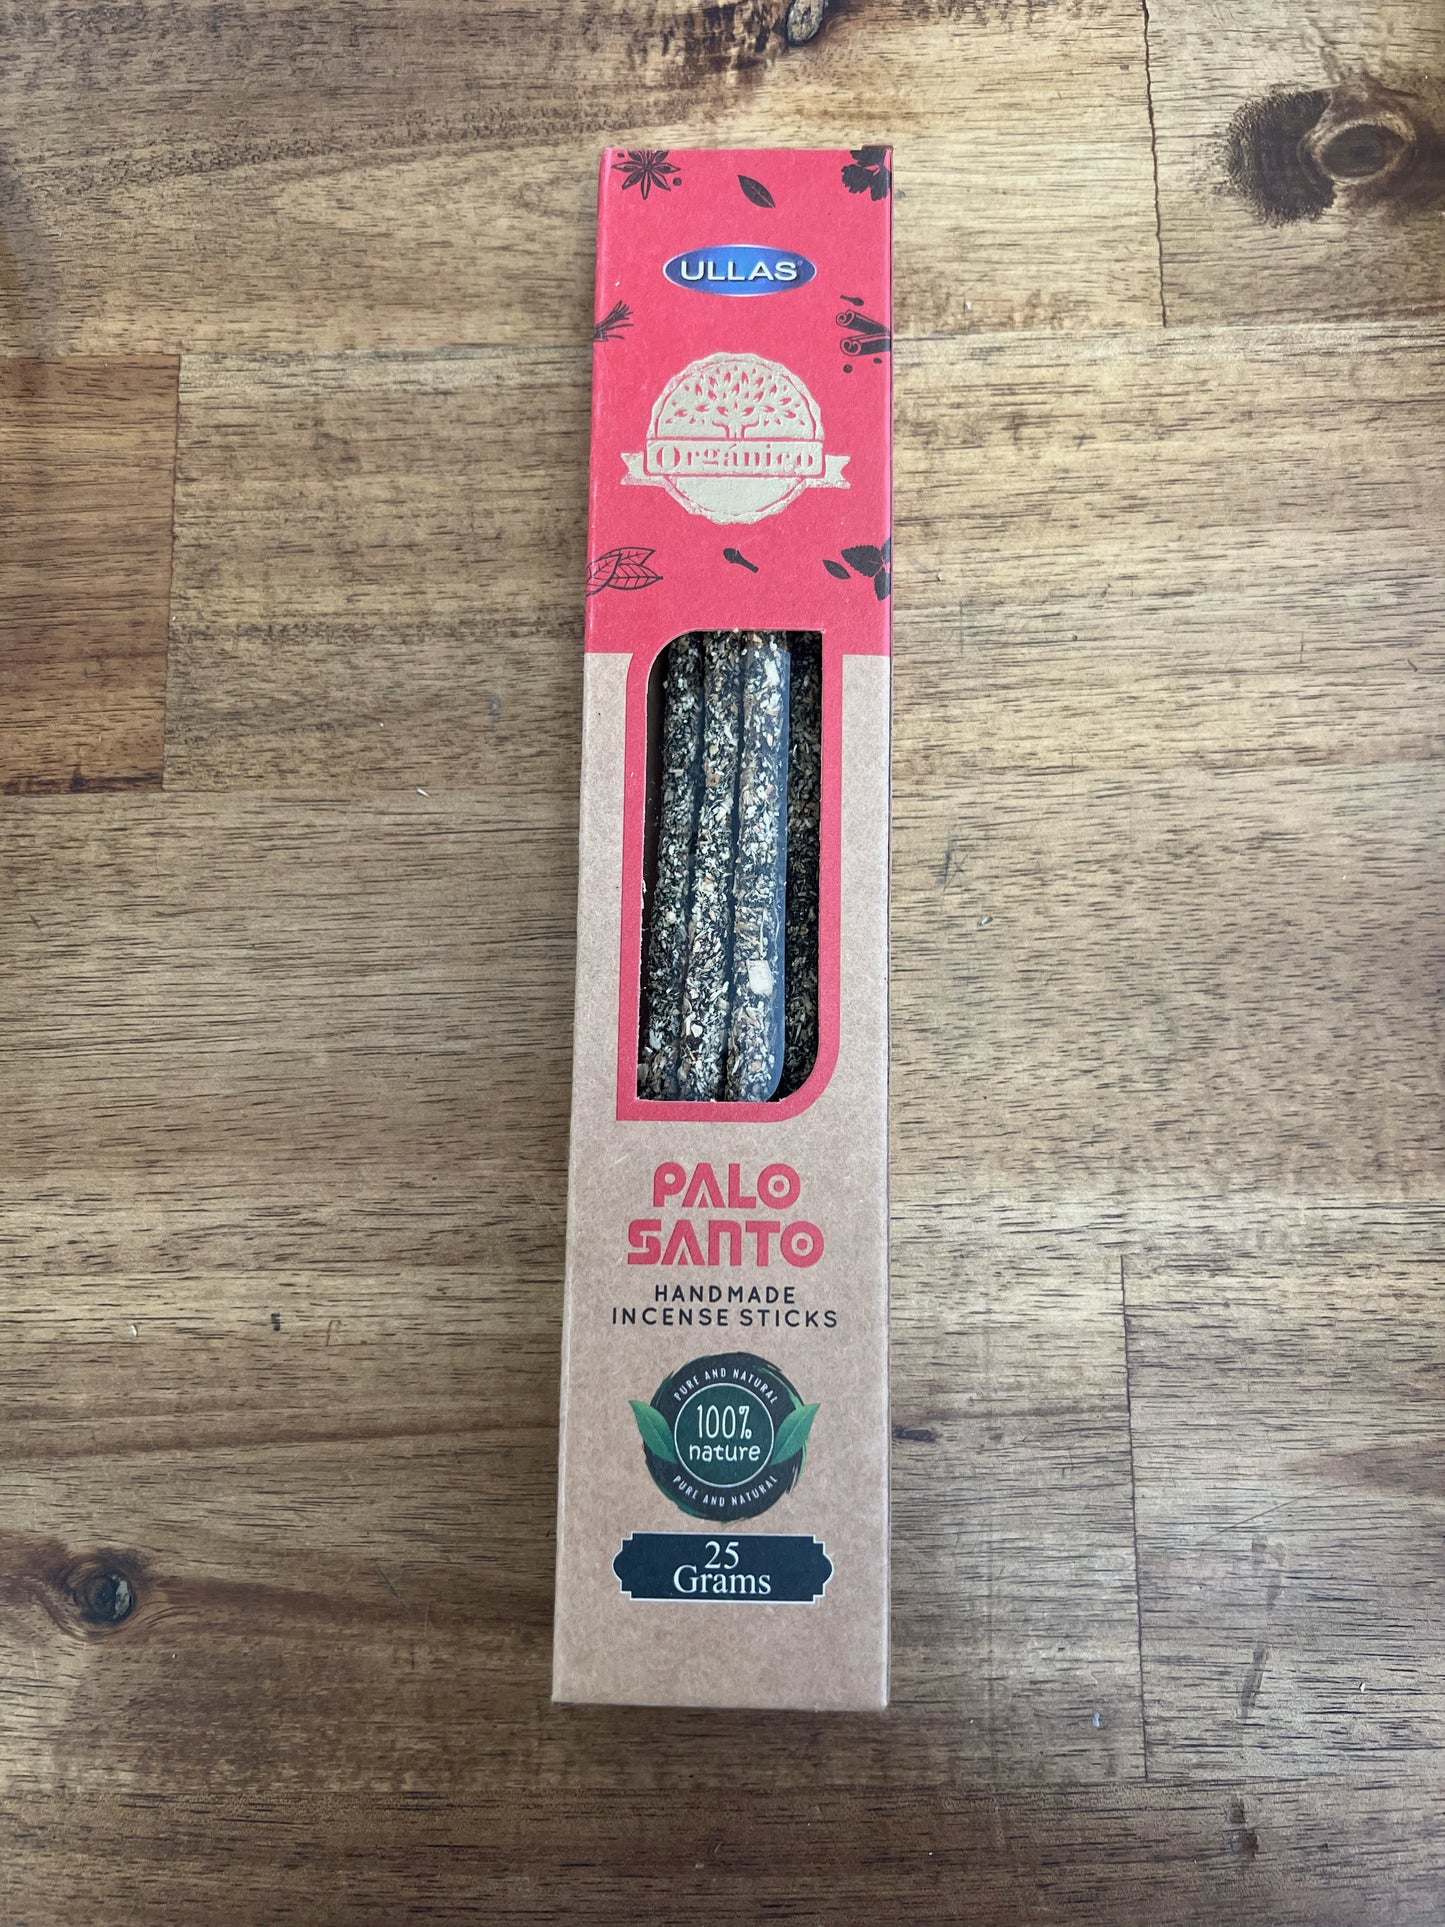 ULLAS®
Orgánico
PALO
SANTO
HANDMADE
INCENSE STICKS
PURE AND NATURAL
100%
nature
PURE AND NATURAL
25
Grams